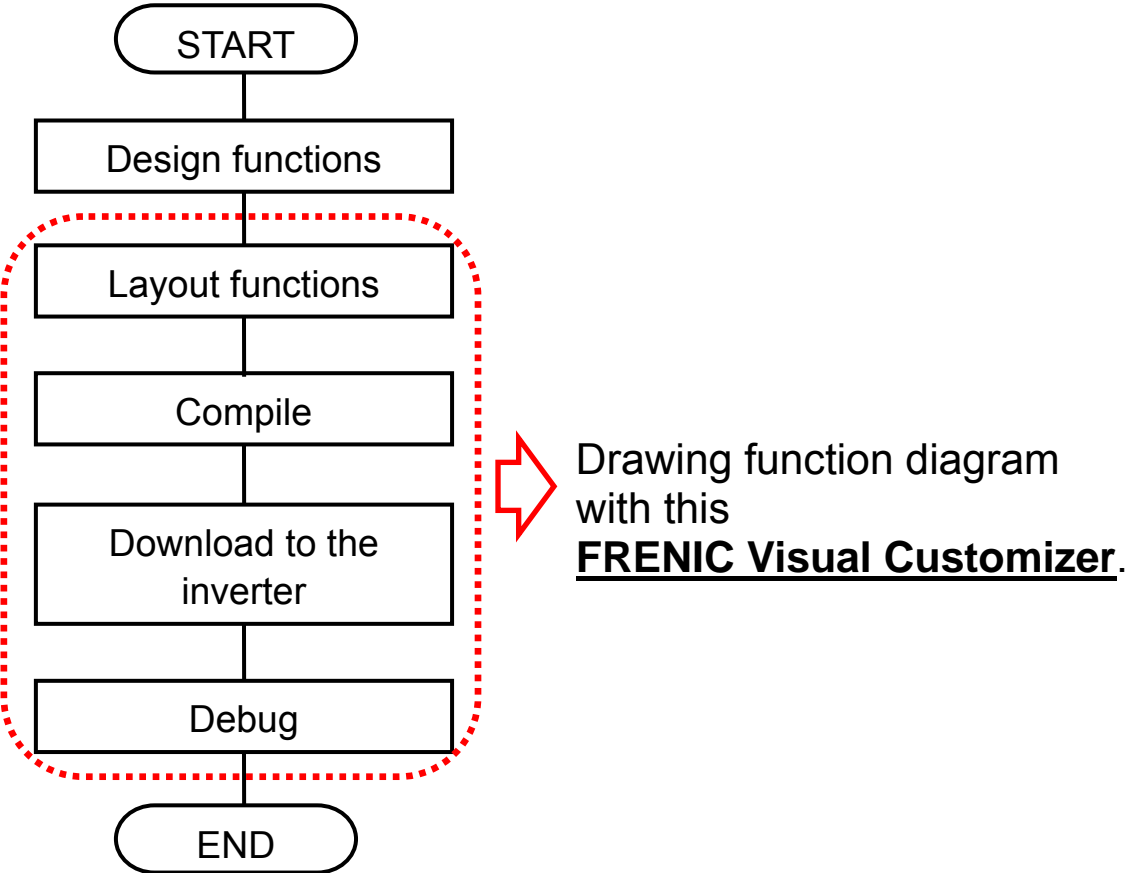 START
Design functions
Layout functions
Compile
Download to the
inverter
Debug
END
Drawing function diagram
with this
FRENIC Visual Customizer.